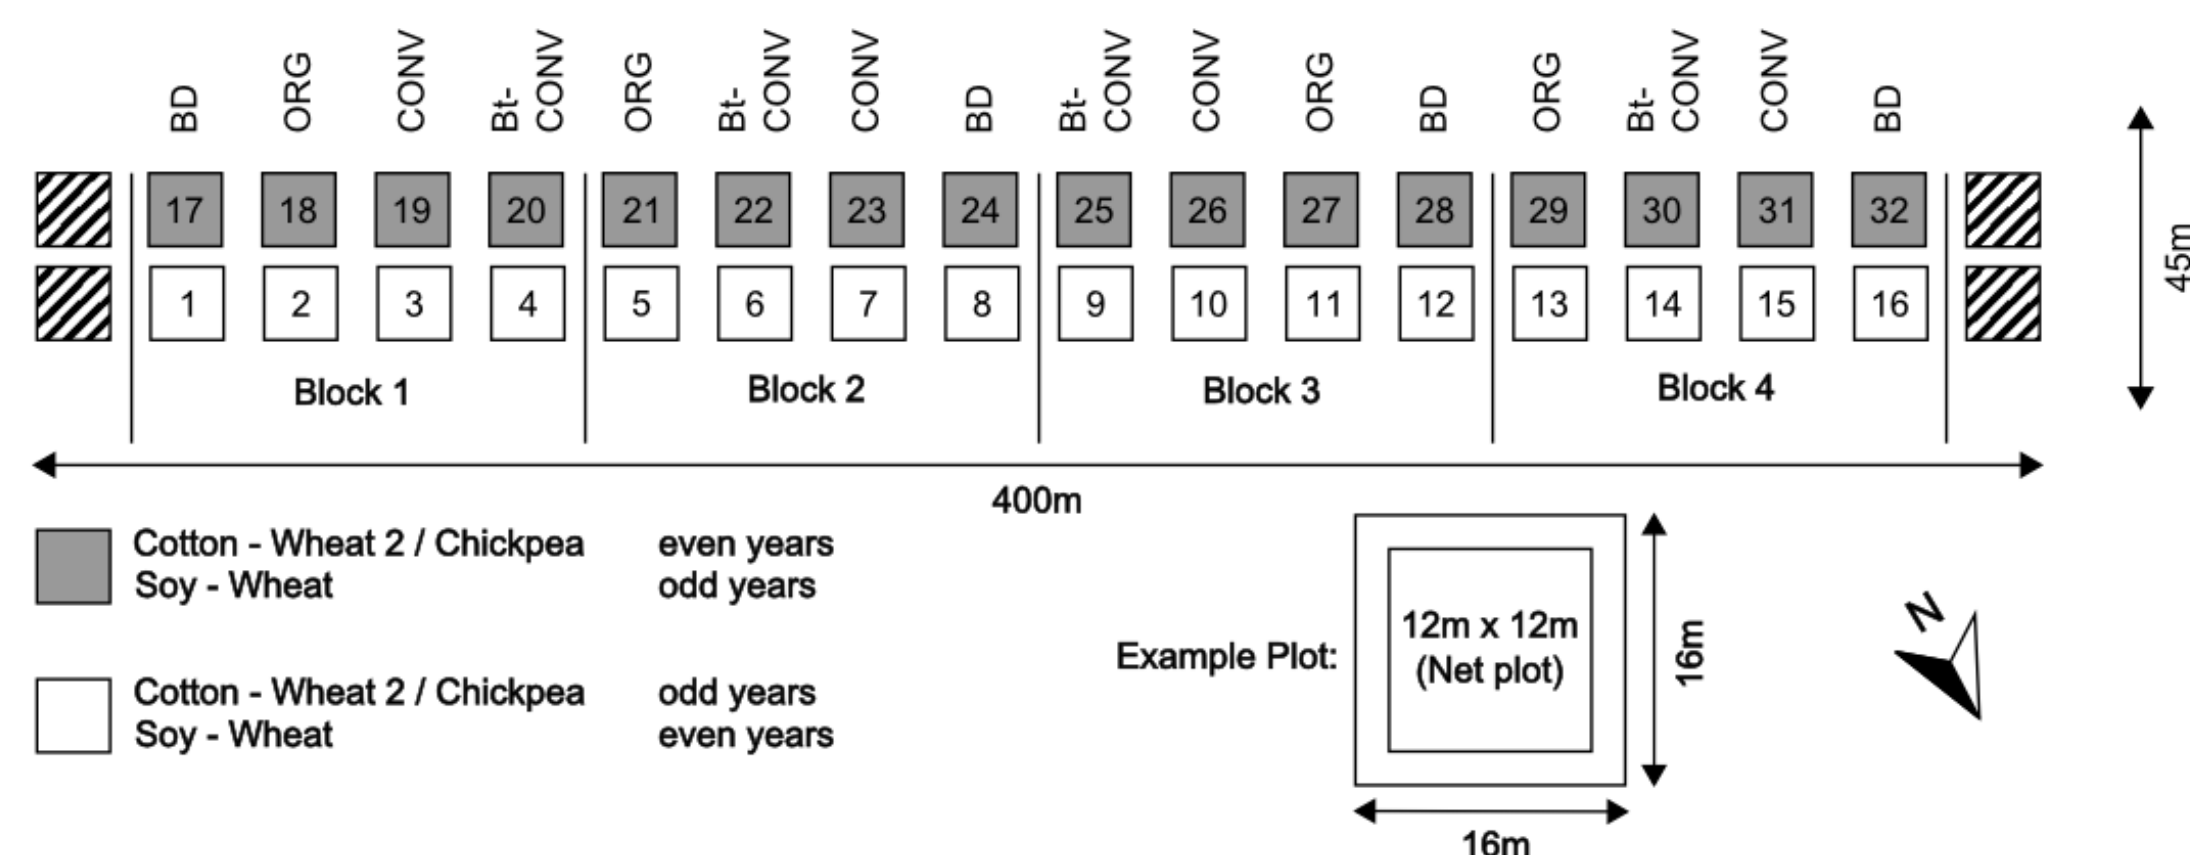 BD ORG CONV Bt-CONV ORG Bt-CONV CONV BD Bt-CONV CONV ORG BD ORG Bt-CONV CONV BD
17 18 19 20 21 22 23 24 25 26 27 28 29 30 31 32
1 2 3 4 5 6 7 8 9 10 11 12 13 14 15 16
45m
Block 1 Block 2 Block 3 Block 4
400m
Cotton - Wheat 2 / Chickpea even years
Soy - Wheat odd years
Cotton - Wheat 2 / Chickpea odd years
Soy - Wheat even years
Example Plot:
12m x 12m
(Net plot)
16m
16m
N